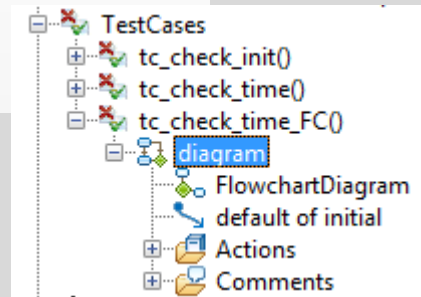 TestCases
tc_check_init()
tc_check_time()
tc_check_time_FC()
diagram
FlowchartDiagram
default of initial
Actions
Comments